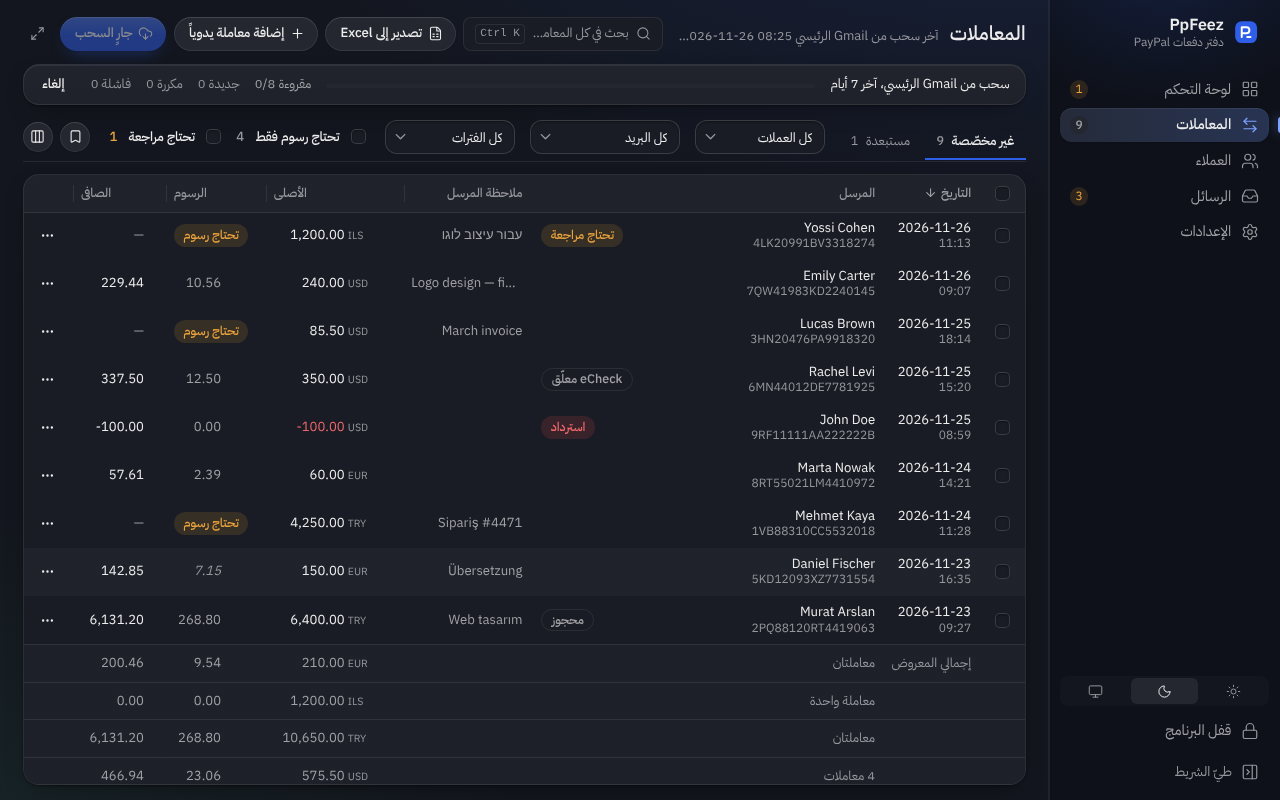 PpFeez
دفتر دفعات PayPal
لوحة التحكم 1
المعاملات 9
العملاء
الرسائل 3
الإعدادات
قفل البرنامج
طيّ الشريط
المعاملات
آخر سحب من Gmail الرئيسي 08:25 26-11-026...
بحث في كل المعام... Ctrl K
تصدير إلى Excel
إضافة معاملة يدوياً
جارٍ السحب
سحب من Gmail الرئيسي، آخر 7 أيام
مقروءة 0/8 جديدة 0 مكررة 0 فاشلة 0 إلغاء
غير مخصّصة 9 مستبعدة 1
كل العملات
كل البريد
كل الفترات
تحتاج رسوم فقط 4
تحتاج مراجعة 1
التاريخ المرسل ملاحظة المرسل الأصلي الرسوم الصافي
2026-11-26 Yossi Cohen تحتاج مراجعة עבור עיצוב לוגו 1,200.00 ILS تحتاج رسوم —
11:13 4LK20991BV3318274
2026-11-26 Emily Carter Logo design — fi... 240.00 USD 10.56 229.44
09:07 7QW41983KD2240145
2026-11-25 Lucas Brown March invoice 85.50 USD تحتاج رسوم —
18:14 3HN20476PA9918320
2026-11-25 Rachel Levi eCheck معلّق 350.00 USD 12.50 337.50
15:20 6MN44012DE7781925
2026-11-25 John Doe استرداد -100.00 USD 0.00 -100.00
08:59 9RF11111AA222222B
2026-11-24 Marta Nowak 60.00 EUR 2.39 57.61
14:21 8RT55021LM4410972
2026-11-24 Mehmet Kaya Sipariş #4471 4,250.00 TRY تحتاج رسوم —
11:28 1VB88310CC5532018
2026-11-23 Daniel Fischer Übersetzung 150.00 EUR 7.15 142.85
16:35 5KD12093XZ7731554
2026-11-23 Murat Arslan محجوز Web tasarım 6,400.00 TRY 268.80 6,131.20
09:27 2PQ88120RT4419063
إجمالي المعروض معاملتان 210.00 EUR 9.54 200.46
معاملة واحدة 1,200.00 ILS 0.00 0.00
معاملتان 10,650.00 TRY 268.80 6,131.20
4 معاملات 575.50 USD 23.06 466.94